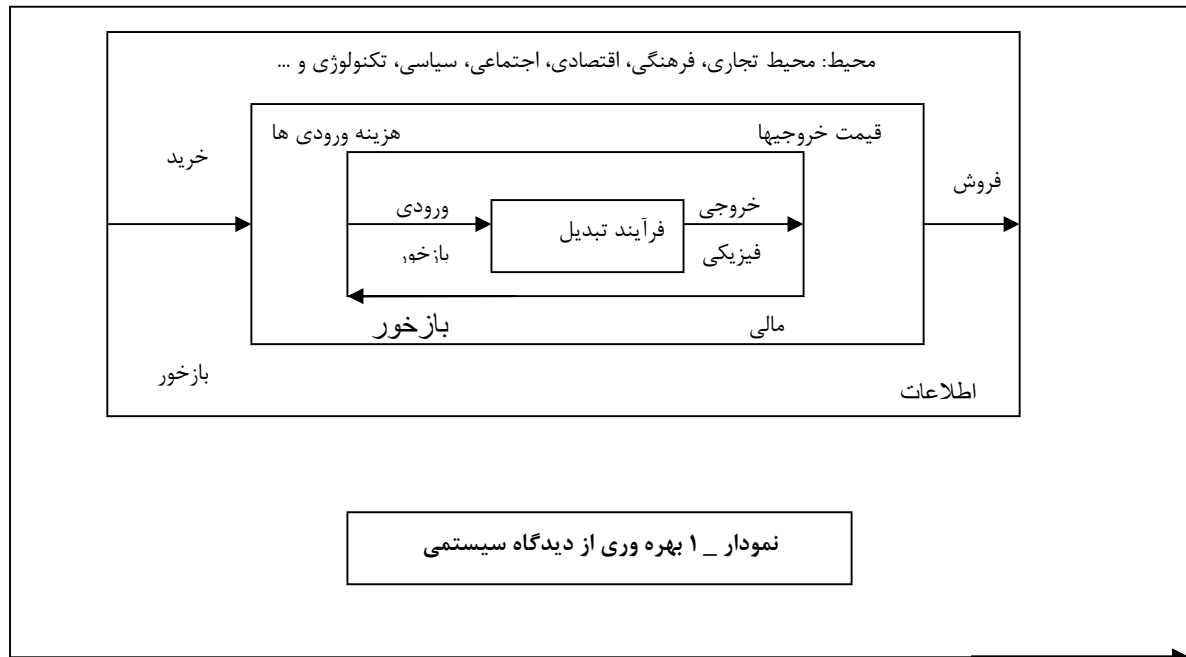 محیط: محیط تجاری، فرهنگی، اقتصادی، اجتماعی، سیاسی، تکنولوژی و ...
قیمت خروجیها
هزینه ورودی ها
خرید
فروش
خروجی
ورودی
فرآیند تبدیل
فیزیکی
بازخور
مالی
بازخور
بازخور
اطلاعات
نمودار _ ۱ بهره وری از دیدگاه سیستمی